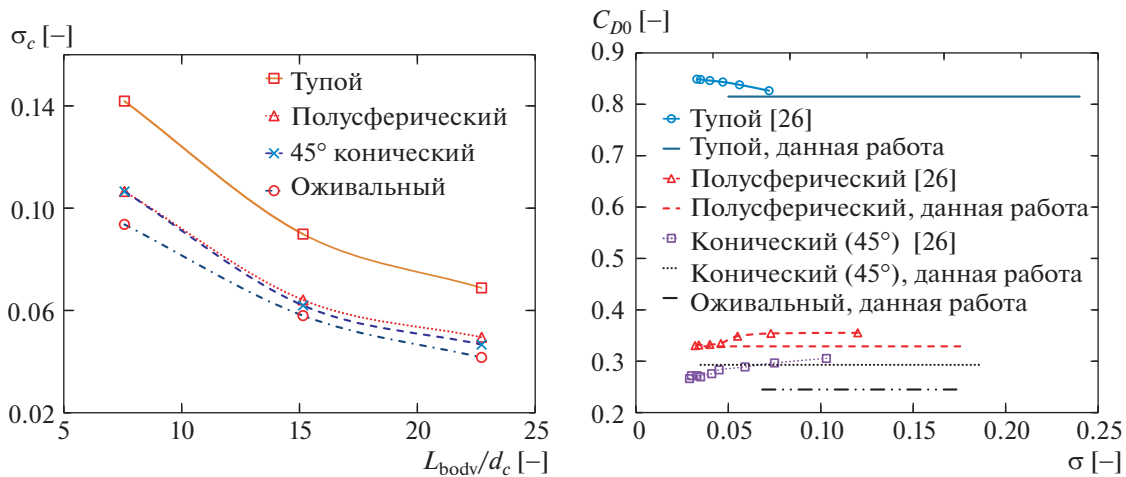 σc [–]
0.14
0.10
0.06
0.02
5
10
15
20
25
Lbody/dc [–]
Тупой
Полусферический
45° конический
Оживальный
CD0 [–]
0.9
0.8
0.7
0.6
0.5
0.4
0.3
0.2
0
0.05
0.10
0.15
0.20
0.25
σ [–]
Тупой [26]
Тупой, данная работа
Полусферический [26]
Полусферический, данная работа
Конический (45°) [26]
Конический (45°), данная работа
Оживальный, данная работа